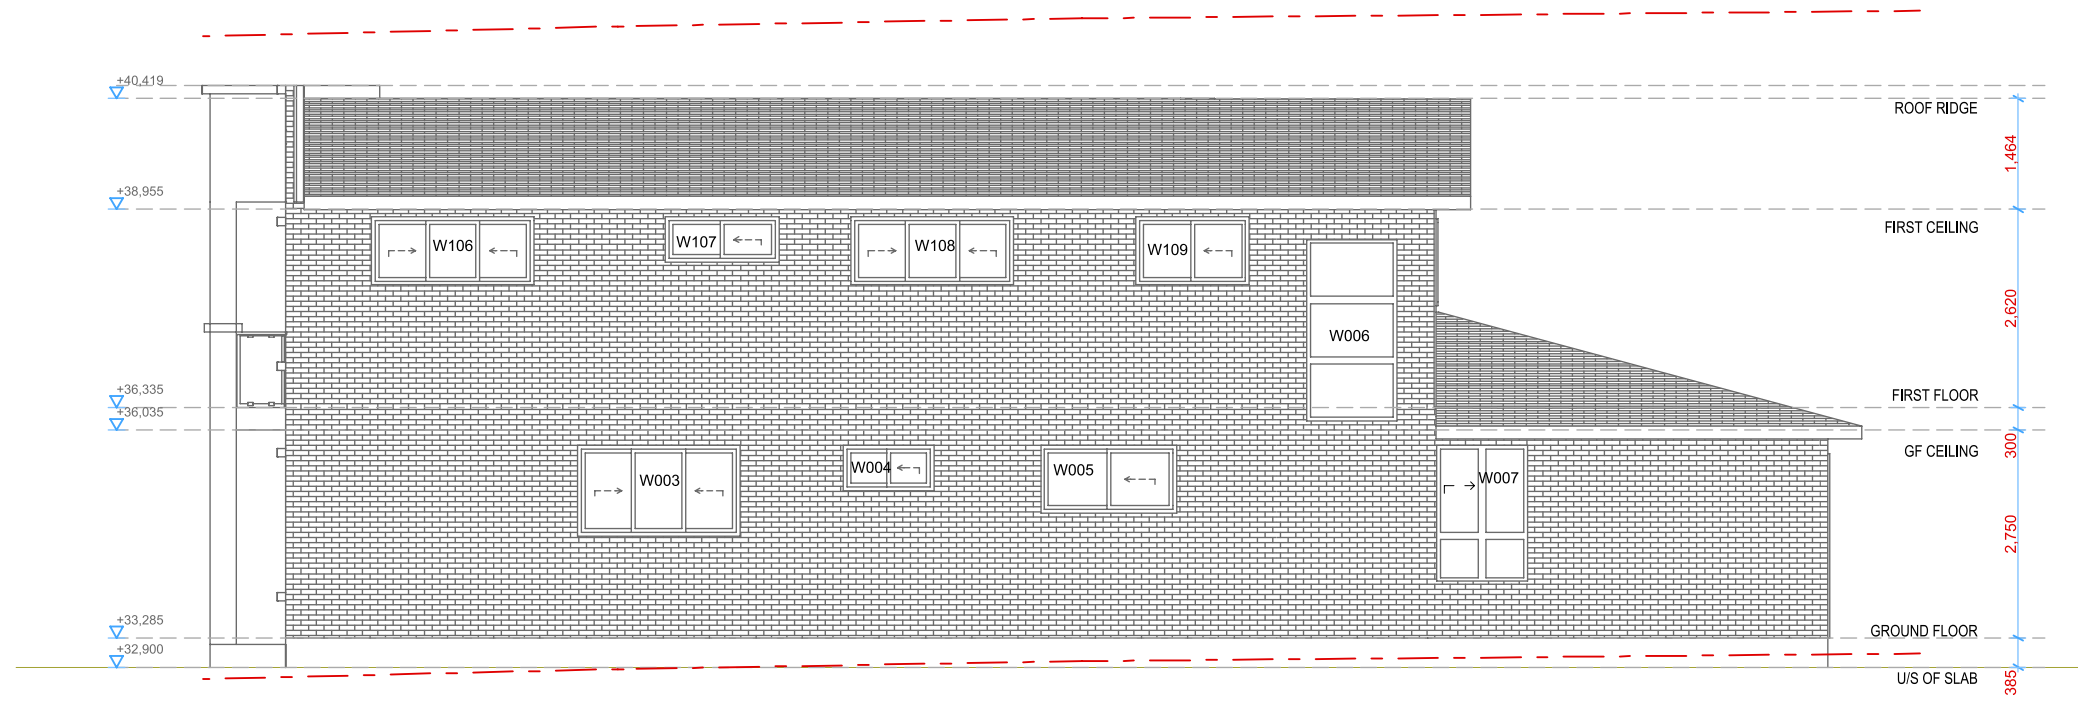 +40,419
ROOF RIDGE
1,464
+38,955
FIRST CEILING
W106
W107
W108
W109
2,620
W006
+36,335
FIRST FLOOR
+36,035
300
GF CEILING
W003
W004
W005
W007
2,750
+33,285
GROUND FLOOR
+32,900
U/S OF SLAB
385